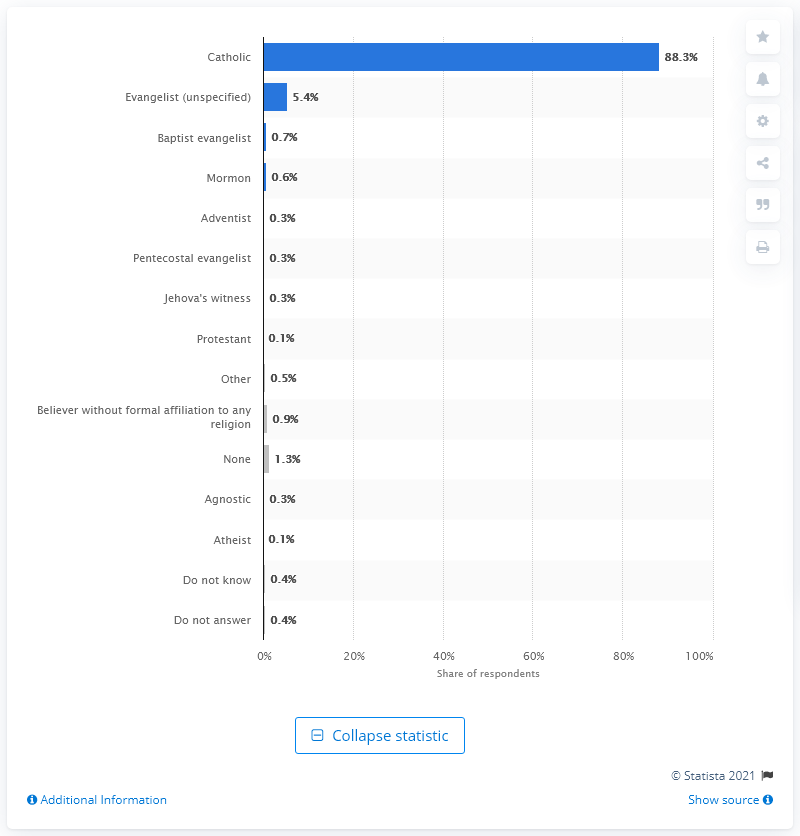 Catholic 88.3%
Evangelist (unspecified) 5.4%
Baptist evangelist 0.7%
Mormon 0.6%
Adventist 0.3%
Pentecostal evangelist 0.3%
Jehova's witness 0.3%
Protestant 0.1%
Other 0.5%
Believer without formal affiliation to any
religion 0.9%
None 1.3%
Agnostic 0.3%
Atheist 0.1%
Do not know 0.4%
Do not answer 0.4%
0% 20% 40% 60% 80% 100%
Share of respondents
Collapse statistic
© Statista 2021
Additional Information
Show source